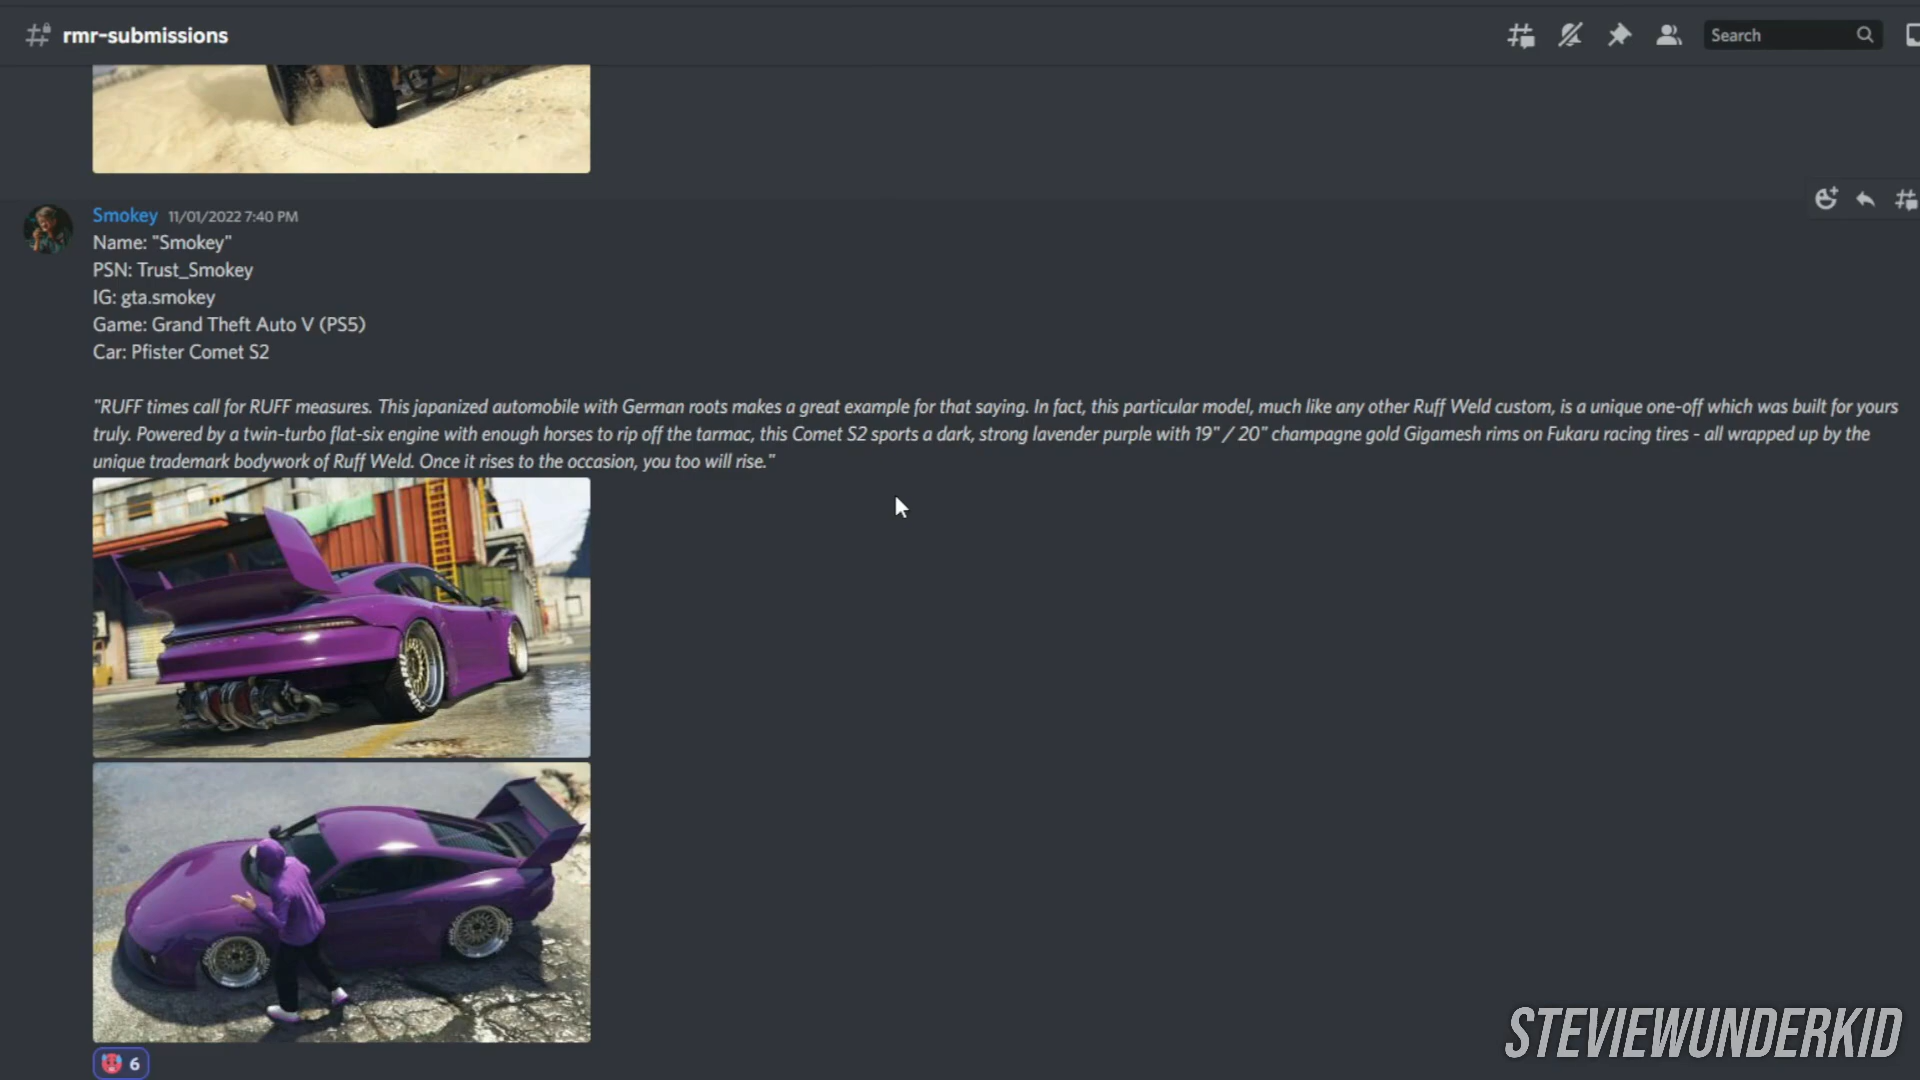 rmr-submissions
Search
Smokey 11/01/2022 7:40 PM
Name: "Smokey"
PSN: Trust_Smokey
IG: gta.smokey
Game: Grand Theft Auto V (PS5)
Car: Pfister Comet S2
"RUFF times call for RUFF measures. This japanized automobile with German roots makes a great example for that saying. In fact, this particular model, much like any other Ruff Weld custom, is a unique one-off which was built for yours
truly. Powered by a twin-turbo flat-six engine with enough horses to rip off the tarmac, this Comet S2 sports a dark, strong lavender purple with 19" / 20" champagne gold Gigamesh rims on Fukaru racing tires - all wrapped up by the
unique trademark bodywork of Ruff Weld. Once it rises to the occasion, you too will rise."
FUKARU
6
STEVIEWUNDERKID